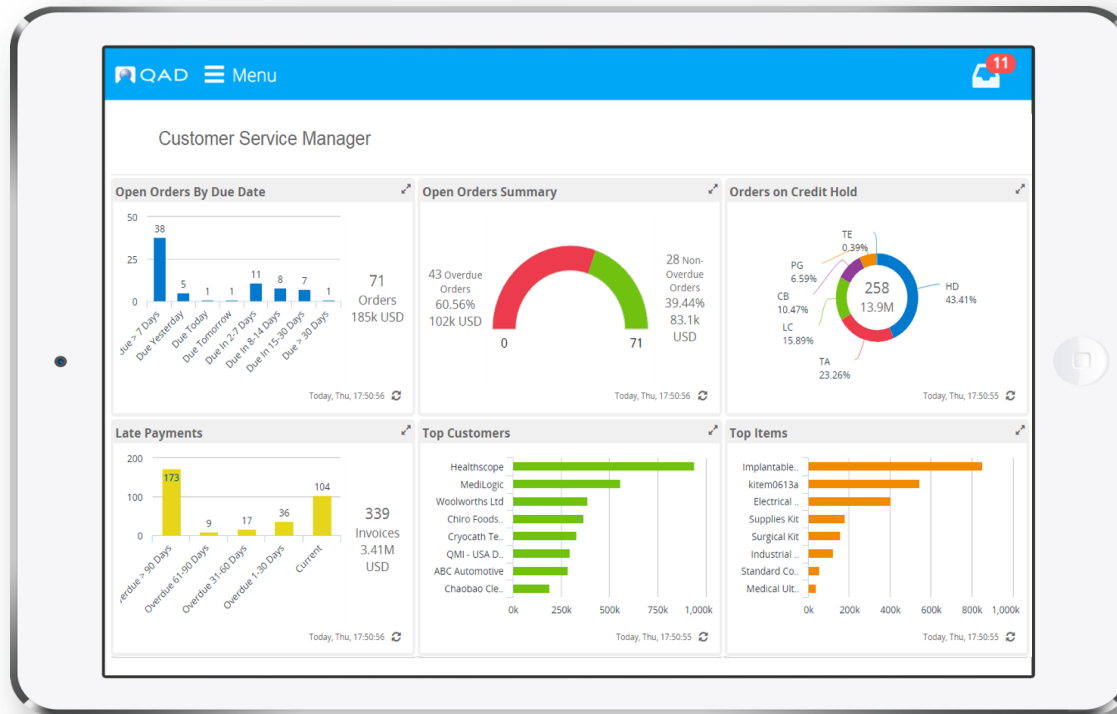 QAD Menu
11
Customer Service Manager
Open Orders By Due Date
50
25
0
38
5
1
1
11
8
7
1
Due > 7 Days
Due Yesterday
Due Today
Due Tomorrow
Due In 2-7 Days
Due In 8-14 Days
Due In 15-30 Days
Due > 30 Days
71
Orders
185k USD
Today, Thu, 17:50:56
Open Orders Summary
43 Overdue
Orders
60.56%
102k USD
28 Non-
Overdue
Orders
39.44%
83.1k
USD
0
71
Today, Thu, 17:50:56
Orders on Credit Hold
TE
0.39%
PG
6.59%
CB
10.47%
LC
15.89%
TA
23.26%
HD
43.41%
258
13.9M
Today, Thu, 17:50:55
Late Payments
200
100
0
173
9
17
36
104
Overdue > 90 Days
Overdue 61-90 Days
Overdue 31-60 Days
Overdue 1-30 Days
Current
339
Invoices
3.41M
USD
Today, Thu, 17:50:56
Top Customers
Healthscope
MediLogic
Woolworths Ltd
Chiro Foods..
Cryocath Te..
QMI - USA D..
ABC Automotive
Chaobao Cle..
0k
250k
500k
750k
1,000k
Today, Thu, 17:50:55
Top Items
Implantable..
kitem0613a
Electrical ..
Supplies Kit
Surgical Kit
Industrial ..
Standard Co..
Medical Ult..
0k
200k
400k
600k
800k
1,000k
Today, Thu, 17:50:55